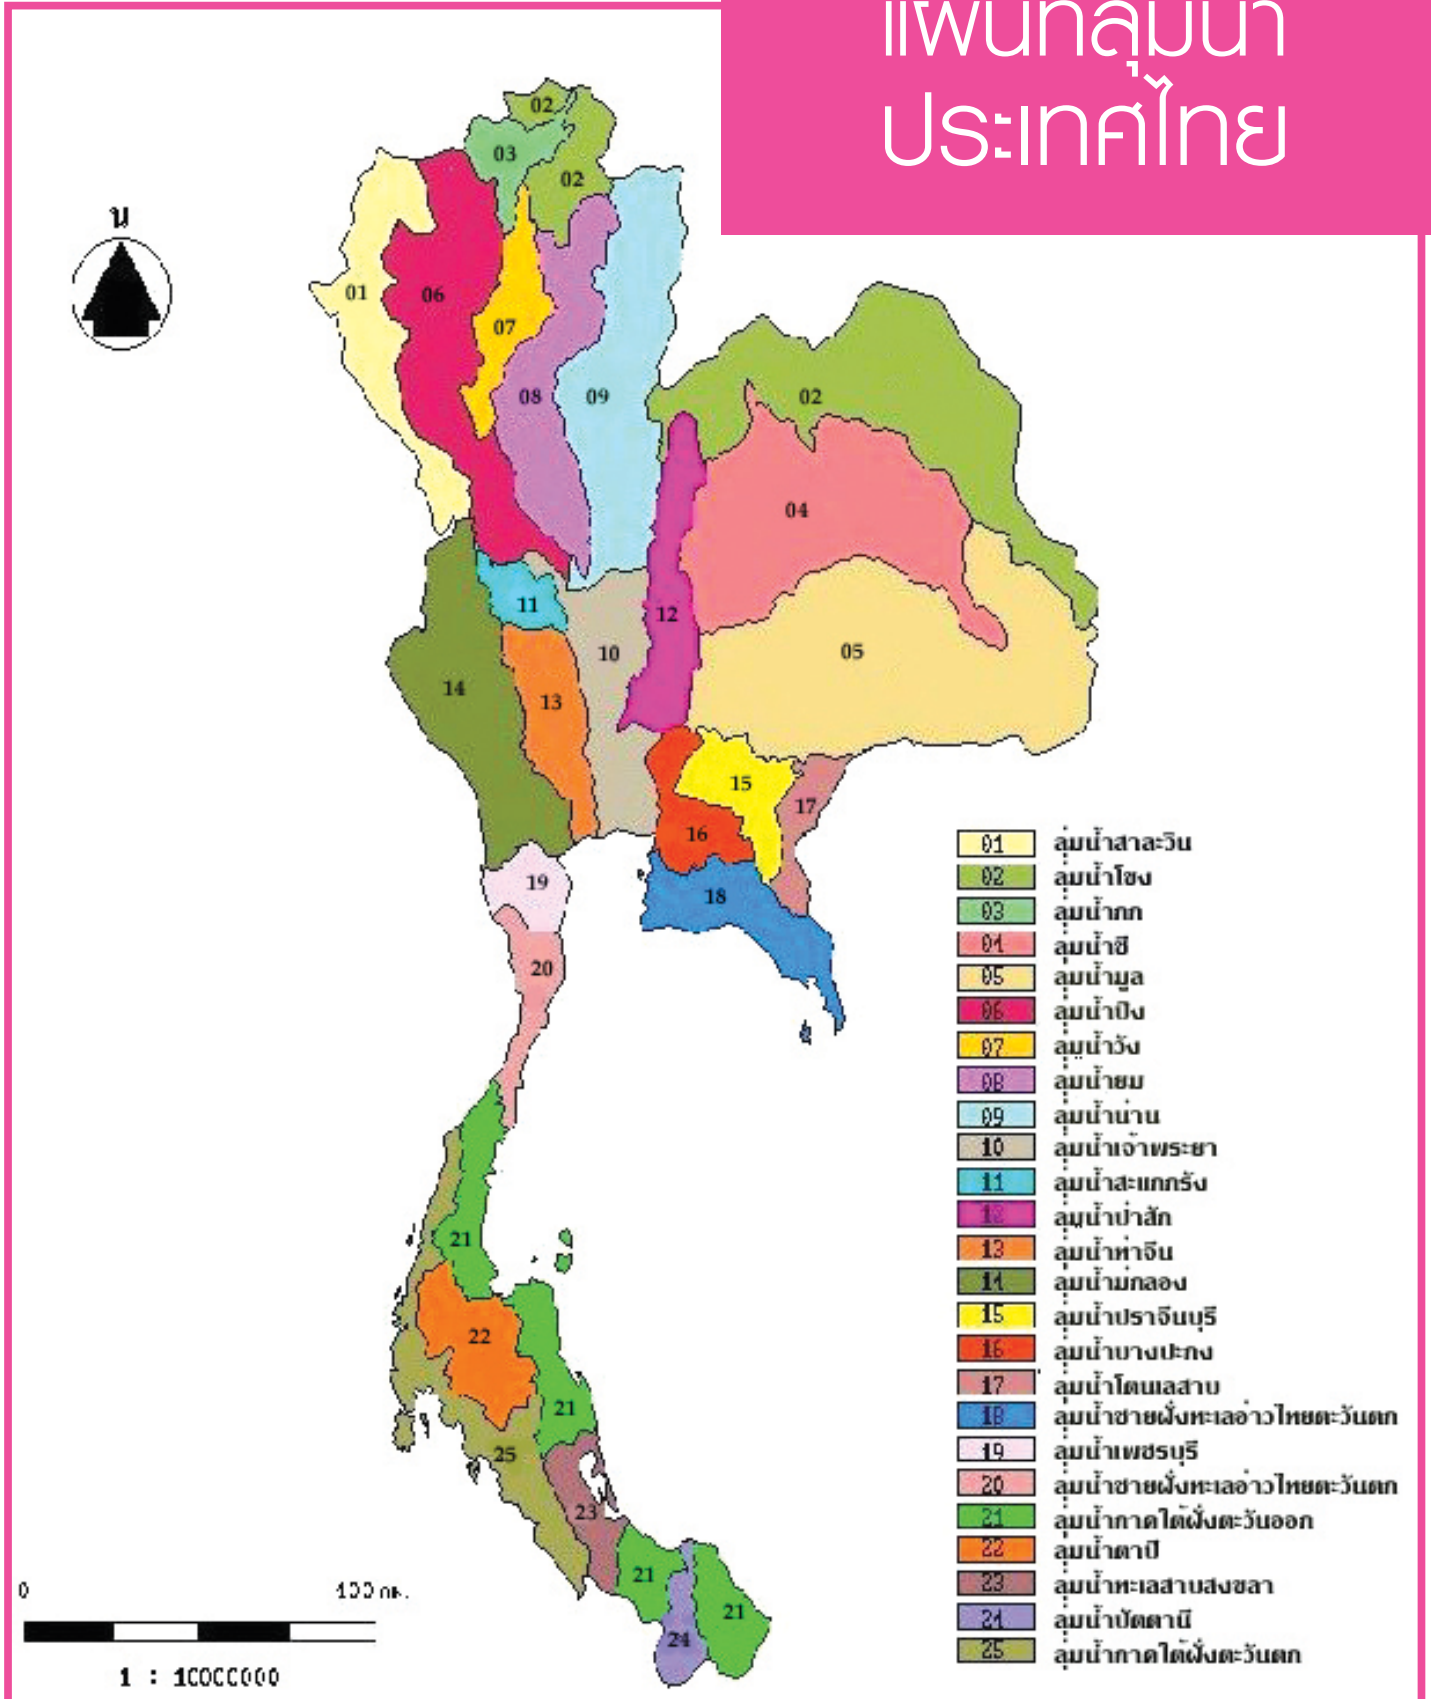 แผนที่ลุ่มน้ำ
ประเทศไทย
น
02
03
02
01
06
07
08
09
02
04
11
12
10
05
14
13
15
17
16
19
18
20
21
22
21
25
23
21
21
24
01 ลุ่มน้ำสาละวิน
02 ลุ่มน้ำโขง
03 ลุ่มน้ำกก
04 ลุ่มน้ำชี
05 ลุ่มน้ำมูล
06 ลุ่มน้ำปิง
07 ลุ่มน้ำวัง
08 ลุ่มน้ำยม
09 ลุ่มน้ำน่าน
10 ลุ่มน้ำเจ้าพระยา
11 ลุ่มน้ำสะแกกรัง
12 ลุ่มน้ำป่าสัก
13 ลุ่มน้ำท่าจีน
14 ลุ่มน้ำแม่กลอง
15 ลุ่มน้ำปราจีนบุรี
16 ลุ่มน้ำบางปะกง
17 ลุ่มน้ำโตนเลสาบ
18 ลุ่มน้ำชายฝั่งทะเลอ่าวไทยตะวันตก
19 ลุ่มน้ำเพชรบุรี
20 ลุ่มน้ำชายฝั่งทะเลอ่าวไทยตะวันตก
21 ลุ่มน้ำภาคใต้ฝั่งตะวันออก
22 ลุ่มน้ำตาปี
23 ลุ่มน้ำทะเลสาบสงขลา
24 ลุ่มน้ำปัตตานี
25 ลุ่มน้ำภาคใต้ฝั่งตะวันตก
0 100 กม.
1 : 10000000